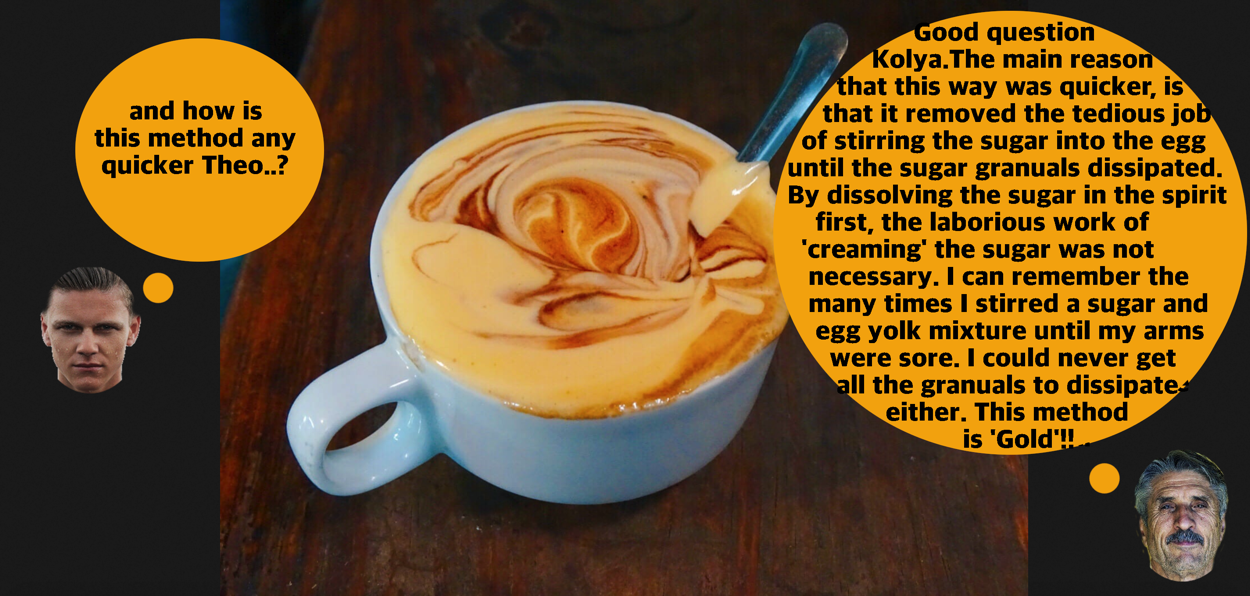 and how is
this method any
quicker Theo..?
Good question
Kolya.The main reason
that this way was quicker, is
that it removed the tedious job
of stirring the sugar into the egg
until the sugar granuals dissipated.
By dissolving the sugar in the spirit
first, the laborious work of
'creaming' the sugar was not
necessary. I can remember the
many times I stirred a sugar and
egg yolk mixture until my arms
were sore. I could never get
all the granuals to dissipate
either. This method
is 'Gold'!!